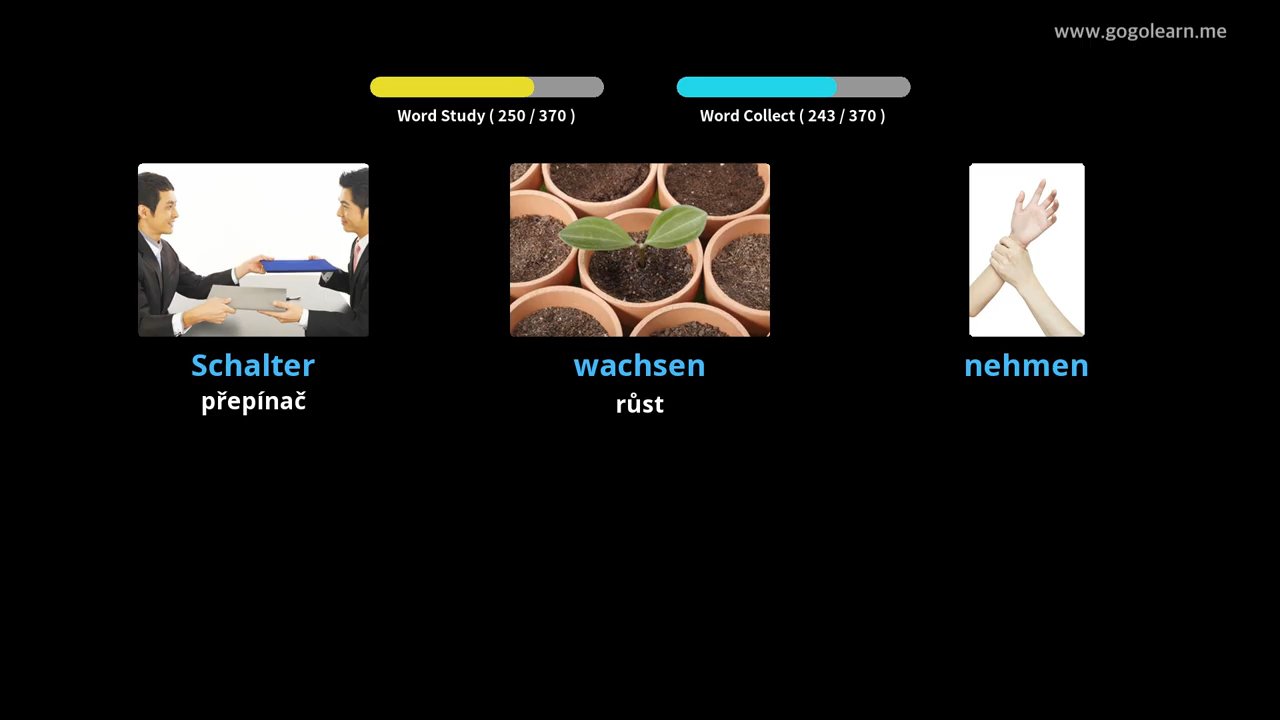 www.gogolearn.me
Word Study ( 250 / 370 )
Word Collect ( 243 / 370 )
Schalter
wachsen
nehmen
přepínač
růst